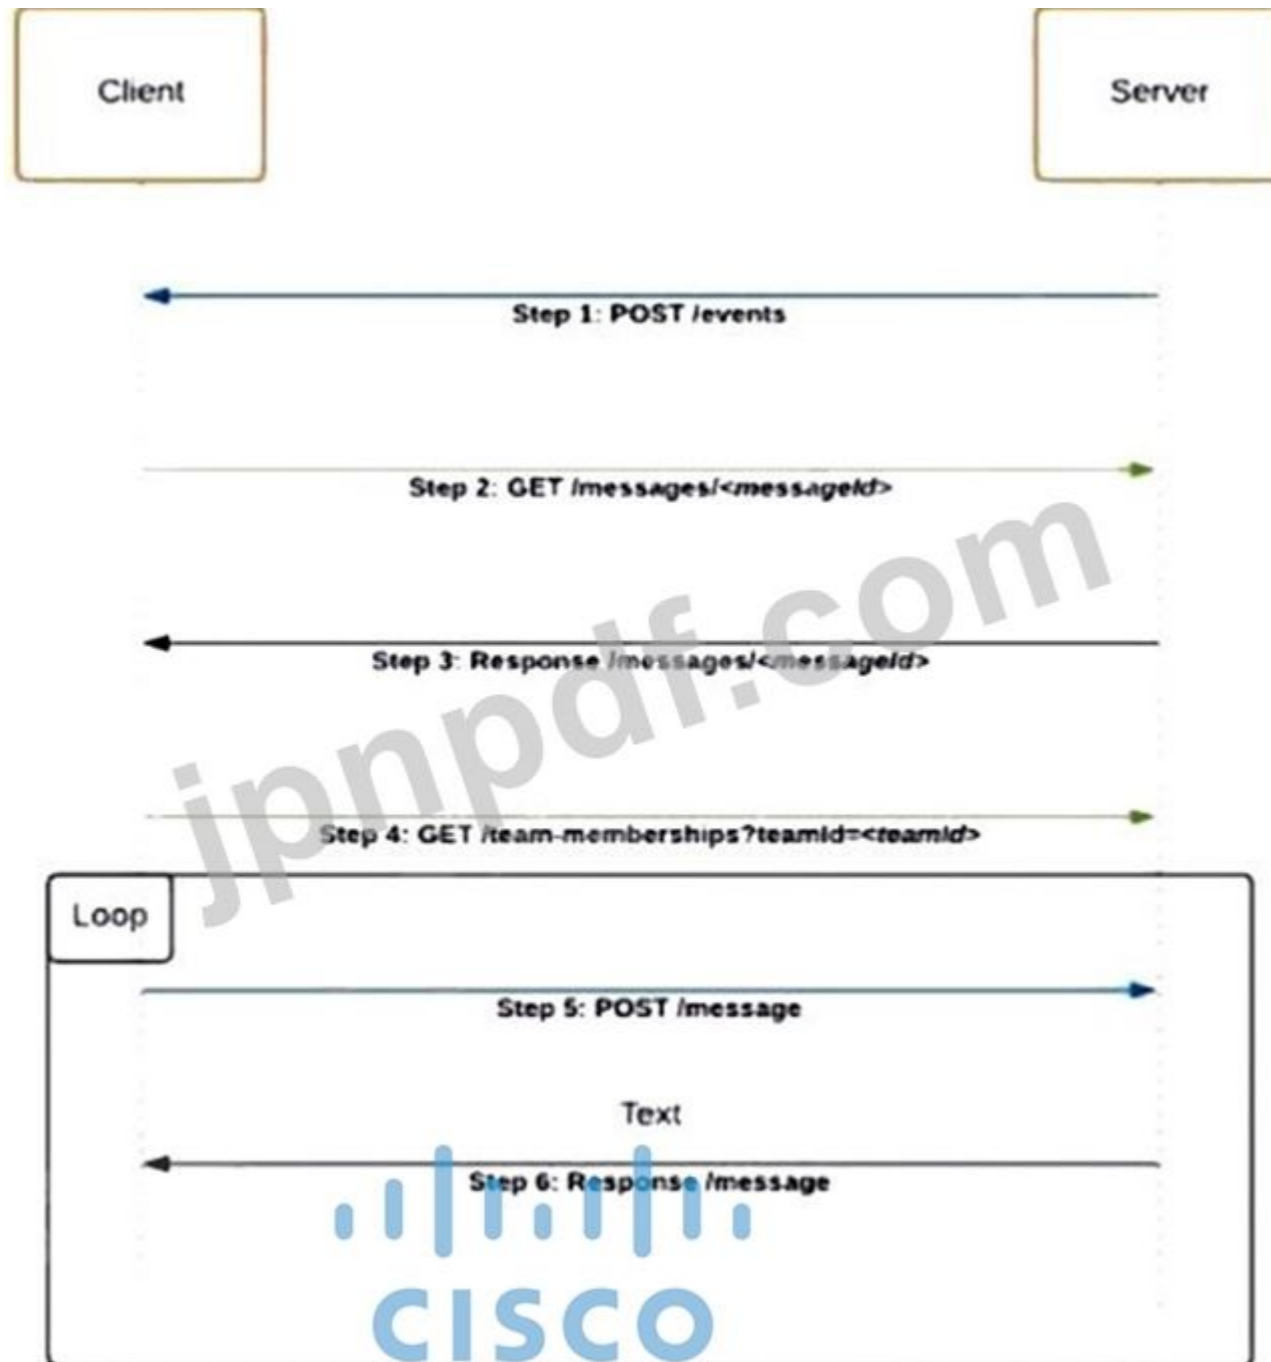 Client
Server
Step 1: POST /events
Step 2: GET /messages/<messageId>
Step 3: Response /messages/<messageId>
jpnpdf.com
Step 4: GET /team-memberships?teamId=<teamId>
Loop
Step 5: POST /message
Text
Step 6: Response /message
CISCO